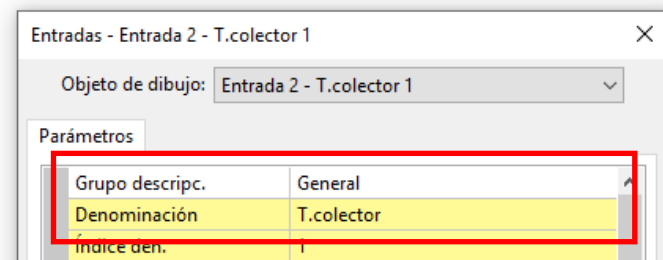 Entradas - Entrada 2 - T.colector 1
Objeto de dibujo: Entrada 2 - T.colector 1
Parámetros
Grupo descripc. General
Denominación T.colector
Índice den. 1